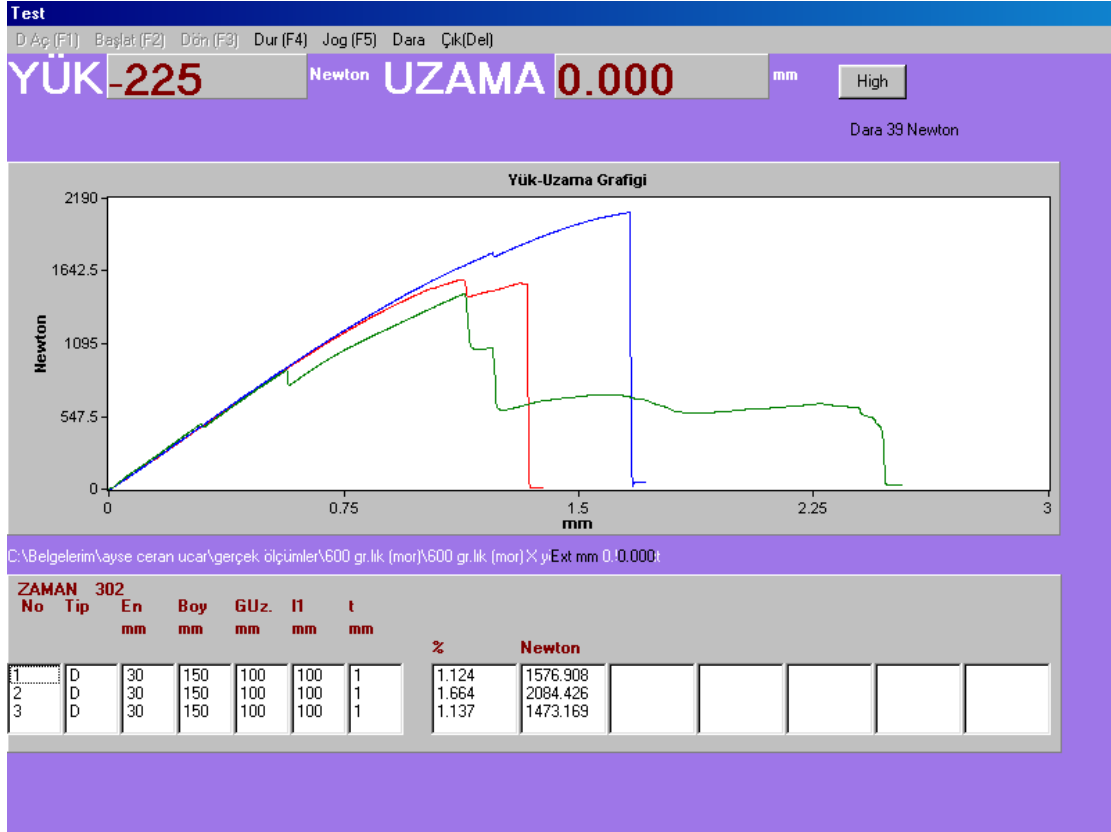 Test
D Aç (F1) Başlat (F2) Dön (F3) Dur (F4) Jog (F5) Dara Çık(Del)
YÜK -225 Newton UZAMA 0.000 mm High
Dara 39 Newton
Yük-Uzama Grafigi
2190
1642.5
1095
547.5
0
Newton
0 0.75 1.5 2.25 3
mm
C:\Belgelerim\ayse ceran ucar\gerçek ölçümler\600 gr.lık (mor)\600 gr.lık (mor) X y Ext mm 0. 0.000 t
ZAMAN 302
No Tip En Boy GUz. l1 t
mm mm mm mm mm
% Newton
1 D 30 150 100 100 1 1.124 1576.908
2 D 30 150 100 100 1 1.664 2084.426
3 D 30 150 100 100 1 1.137 1473.169